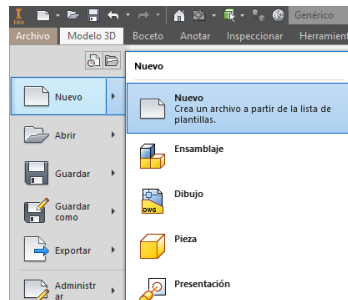 PRO
Genérico
Archivo Modelo 3D Boceto Anotar Inspeccionar
Nuevo
Nuevo
Nuevo
Crea un archivo a partir de la lista de
plantillas.
Abrir
Ensamblaje
Guardar
Dibujo
DWG
Guardar
como
Pieza
Exportar
Administr
ar
Presentación